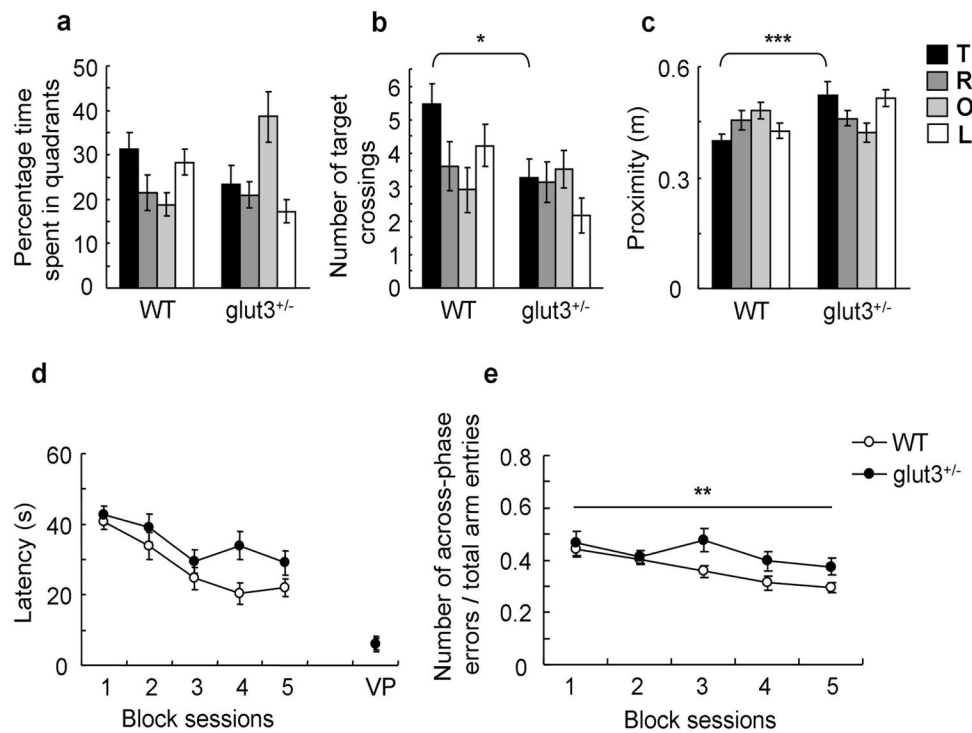 a
Percentage time
spent in quadrants
50
40
30
20
10
0
WT
glut3+/-
b
*
Number of target
crossings
6
5
4
3
2
1
0
WT
glut3+/-
c
***
Proximity (m)
0.6
0.3
0
WT
glut3+/-
T
R
O
L
d
Latency (s)
60
40
20
0
1 2 3 4 5 VP
Block sessions
e
Number of across-phase
errors / total arm entries
0.8
0.6
0.4
0.2
0
**
1 2 3 4 5
Block sessions
WT
glut3+/-